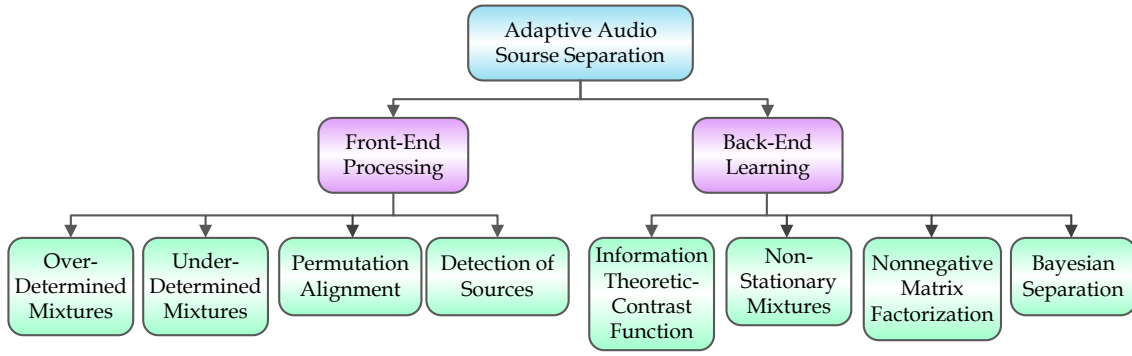 Adaptive Audio
Sourse Separation
Front-End
Processing
Back-End
Learning
Over-
Determined
Mixtures
Under-
Determined
Mixtures
Permutation
Alignment
Detection of
Sources
Information
Theoretic-
Contrast
Function
Non-
Stationary
Mixtures
Nonnegative
Matrix
Factorization
Bayesian
Separation